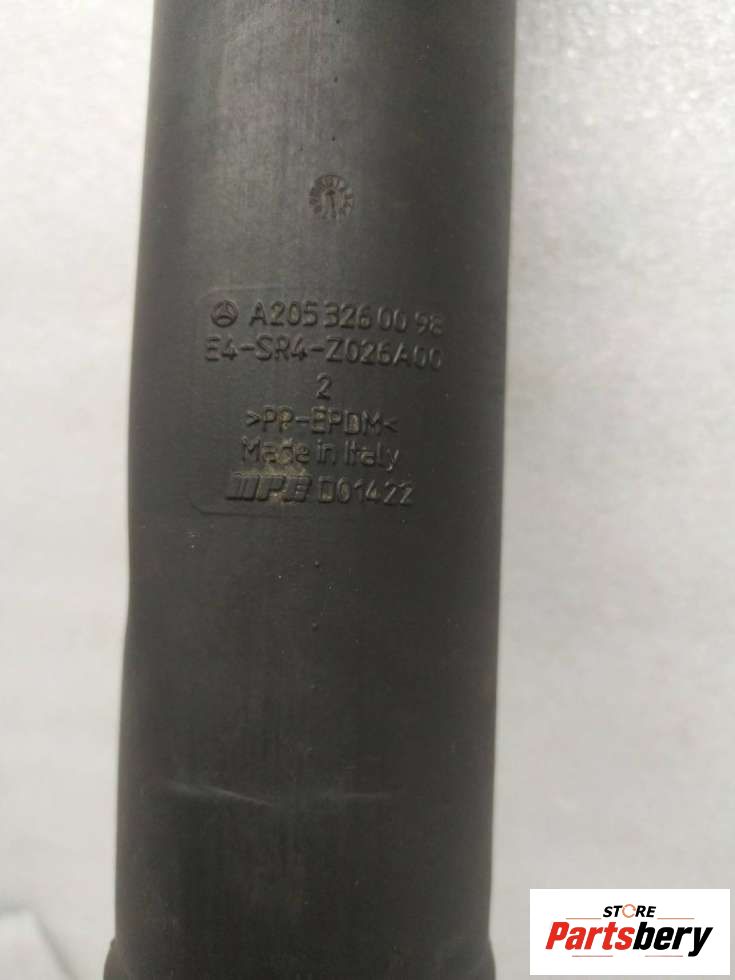 A205 326 00 98
E4-SR4-Z026A00
2
>PP-EPDM<
Made in Italy
D01422
STORE
Partsbery